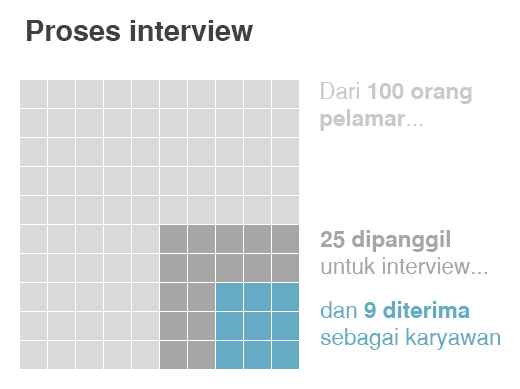 Proses interview
Dari 100 orang
pelamar...
25 dipanggil
untuk interview...
dan 9 diterima
sebagai karyawan